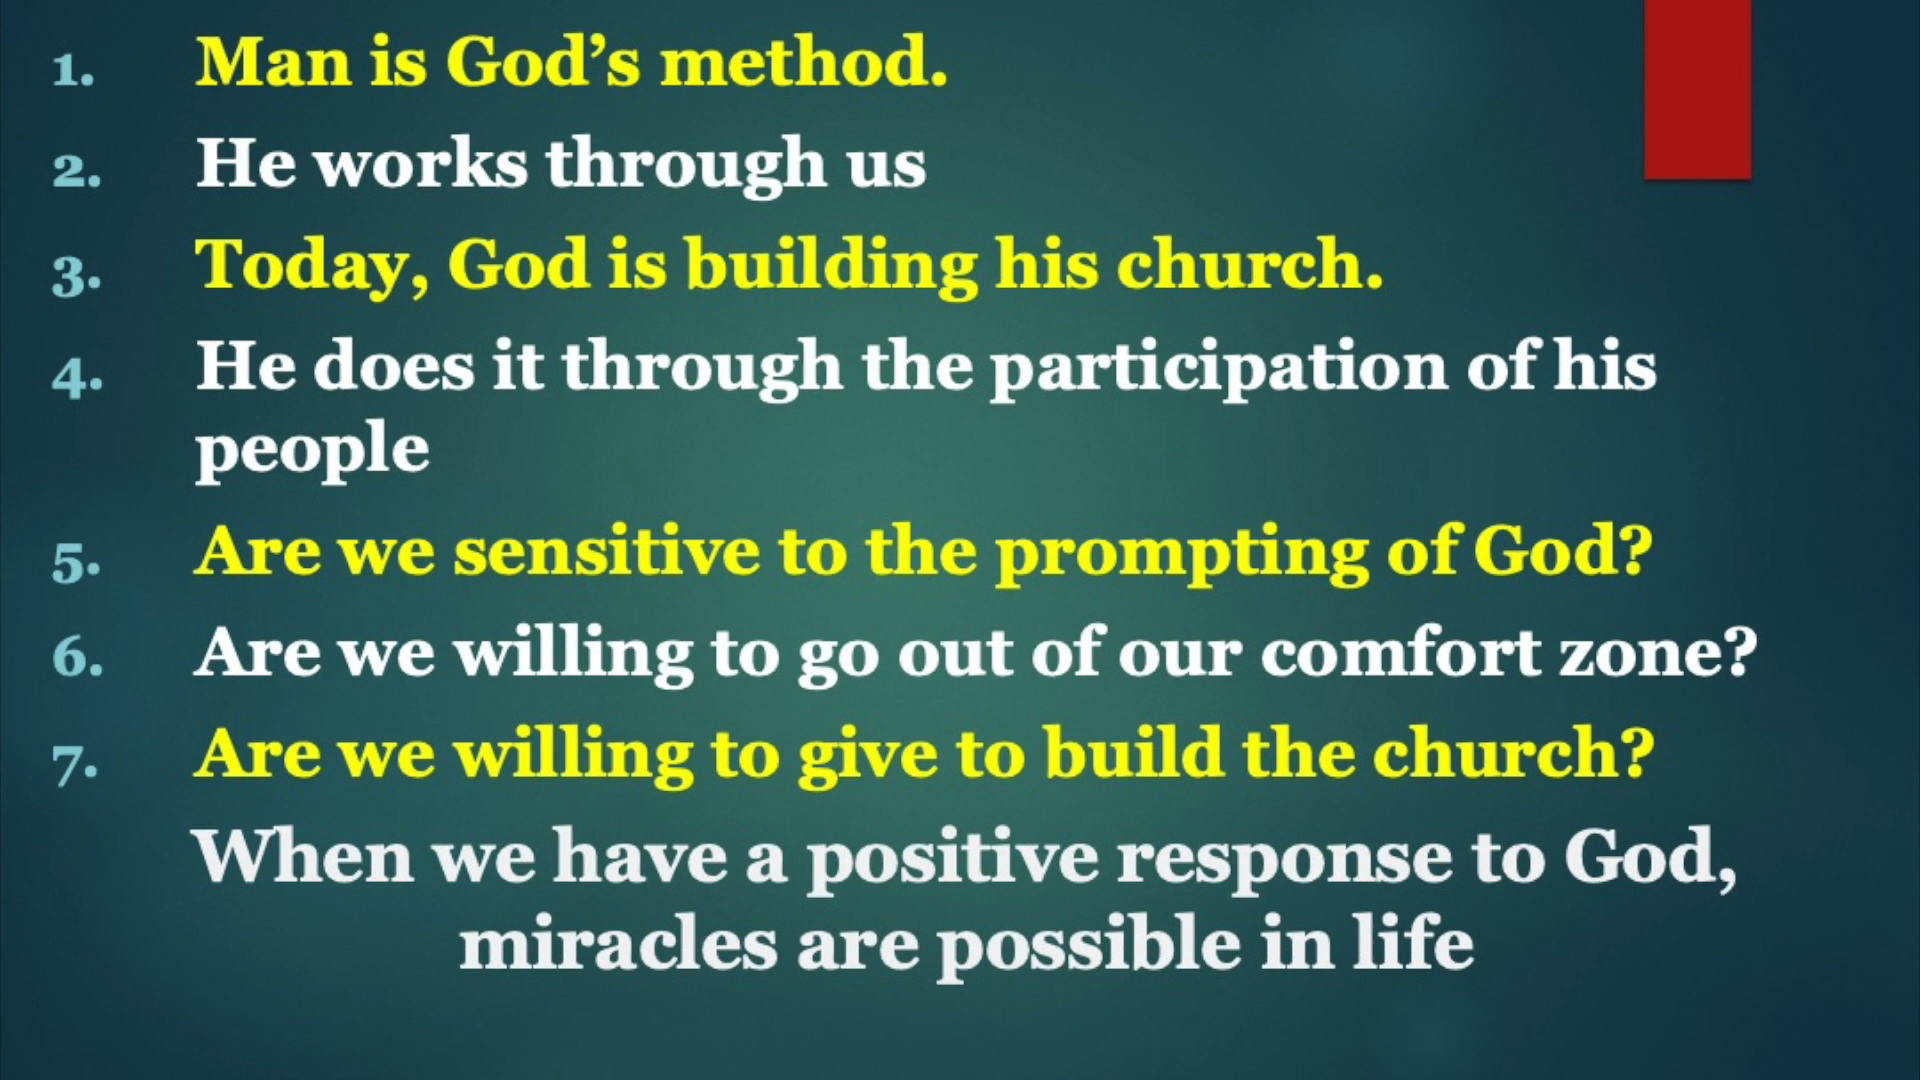 1. Man is God’s method.
2. He works through us
3. Today, God is building his church.
4. He does it through the participation of his
people
5. Are we sensitive to the prompting of God?
6. Are we willing to go out of our comfort zone?
7. Are we willing to give to build the church?
When we have a positive response to God,
miracles are possible in life